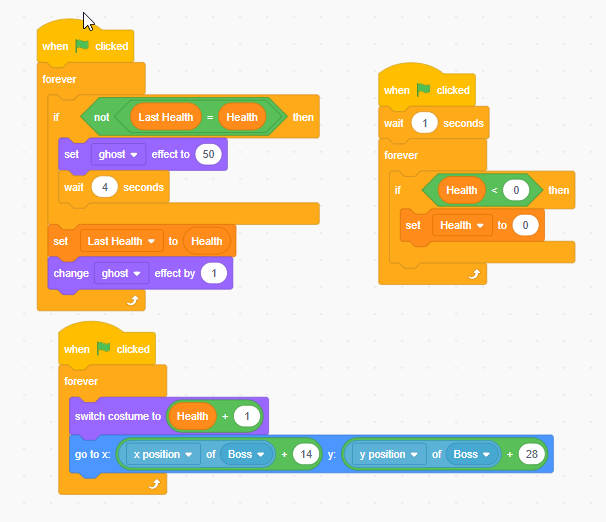 when clicked
forever
if not Last Health = Health then
set ghost effect to 50
wait 4 seconds
set Last Health to Health
change ghost effect by 1
when clicked
wait 1 seconds
forever
if Health < 0 then
set Health to 0
when clicked
forever
switch costume to Health + 1
go to x: x position of Boss + 14 y: y position of Boss + 28